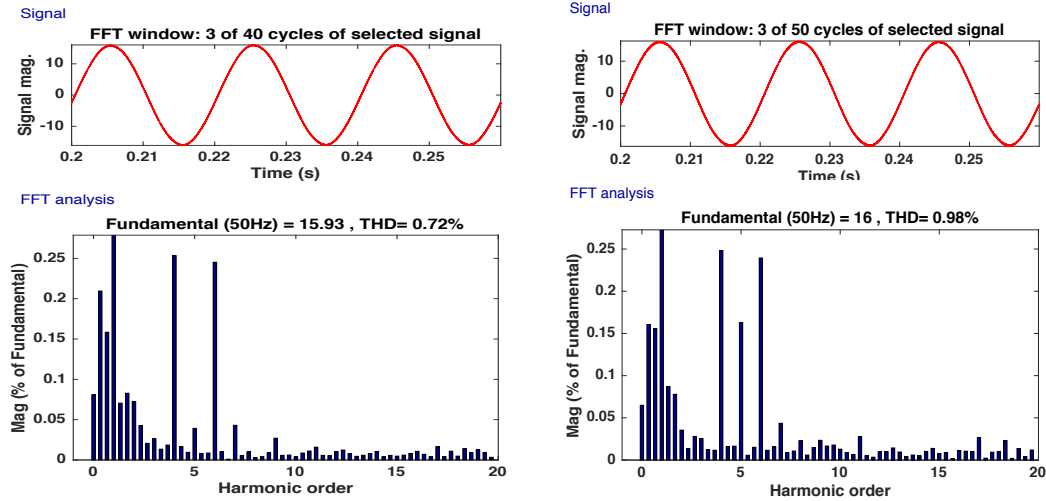 Signal
FFT window: 3 of 40 cycles of selected signal
Signal mag.
10
0
-10
0.2 0.21 0.22 0.23 0.24 0.25
Time (s)
FFT analysis
Fundamental (50Hz) = 15.93 , THD= 0.72%
Mag (% of Fundamental)
0.25
0.2
0.15
0.1
0.05
0
0 5 10 15 20
Harmonic order
Signal
FFT window: 3 of 50 cycles of selected signal
Signal mag.
10
0
-10
0.2 0.21 0.22 0.23 0.24 0.25
Time (s)
FFT analysis
Fundamental (50Hz) = 16 , THD= 0.98%
Mag (% of Fundamental)
0.25
0.2
0.15
0.1
0.05
0
0 5 10 15 20
Harmonic order